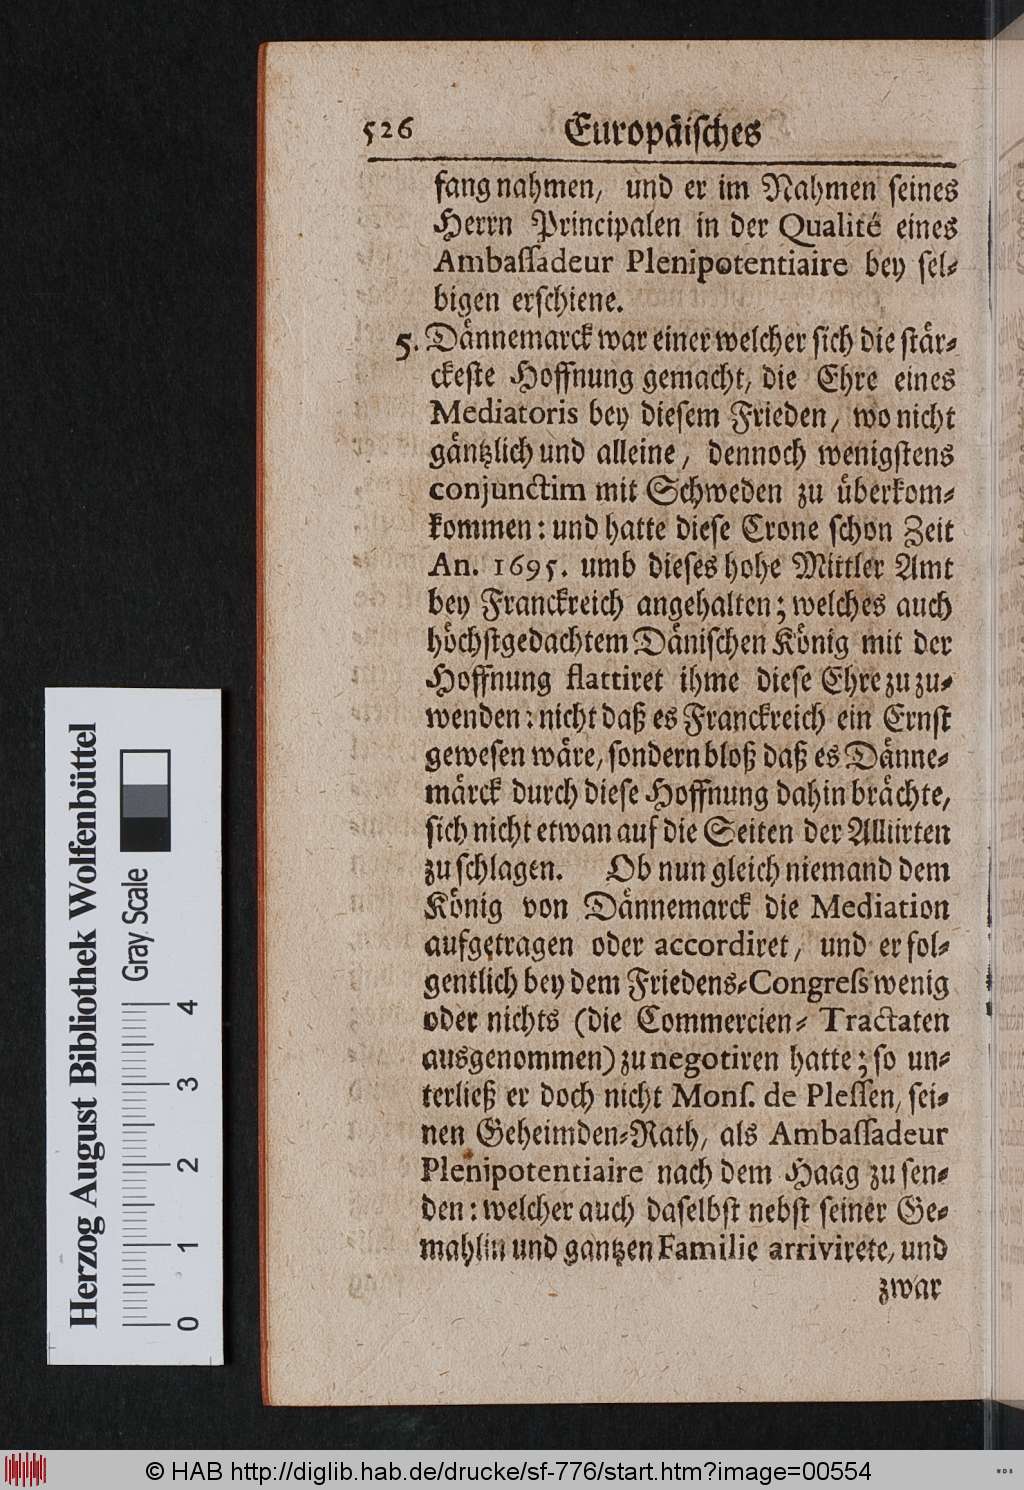 526 Europäiſches
fang nahmen, und er im Nahmen ſeines
Herrn Principalen in der Qualité eines
Ambaſſadeur Plenipotentiaire bey ſel⸗
bigen erſchiene.
5. Dännemarck war einer welcher ſich die ſtär⸗
ckeſte Hoffnung gemacht, die Ehre eines
Mediatoris bey dieſem Frieden, wo nicht
gäntzlich und alleine, dennoch wenigſtens
conjunctim mit Schweden zu überkom⸗
kommen: und hatte dieſe Crone ſchon Zeit
An. 1695. umb dieſes hohe Mittler Amt
bey Franckreich angehalten; welches auch
höchſtgedachtem Däniſchen König mit der
Hoffnung flattiret ihme dieſe Ehre zu zu⸗
wenden: nicht daß es Franckreich ein Ernſt
geweſen wäre, ſondern bloß daß es Dänne⸗
märck durch dieſe Hoffnung dahin brächte,
ſich nicht etwan auf die Seiten der Alliirten
zu ſchlagen. Ob nun gleich niemand dem
König von Dännemarck die Mediation
aufgetragen oder accordiret, und er fol⸗
gentlich bey dem Friedens⸗Congreſs wenig
oder nichts (die Commercien⸗ Tractaten
ausgenommen) zu negotiren hatte; ſo un⸗
terließ er doch nicht Monſ. de Pleſſen, ſei⸗
nen Geheimden⸗Rath, als Ambaſſadeur
Plenipotentiaire nach dem Haag zu ſen⸗
den: welcher auch daſelbſt nebſt ſeiner Ge⸗
mahlin und gantzen Familie arrivirete, und
zwar
Herzog August Bibliothek Wolfenbüttel
Gray Scale
0 1 2 3 4
© HAB http://diglib.hab.de/drucke/sf-776/start.htm?image=00554